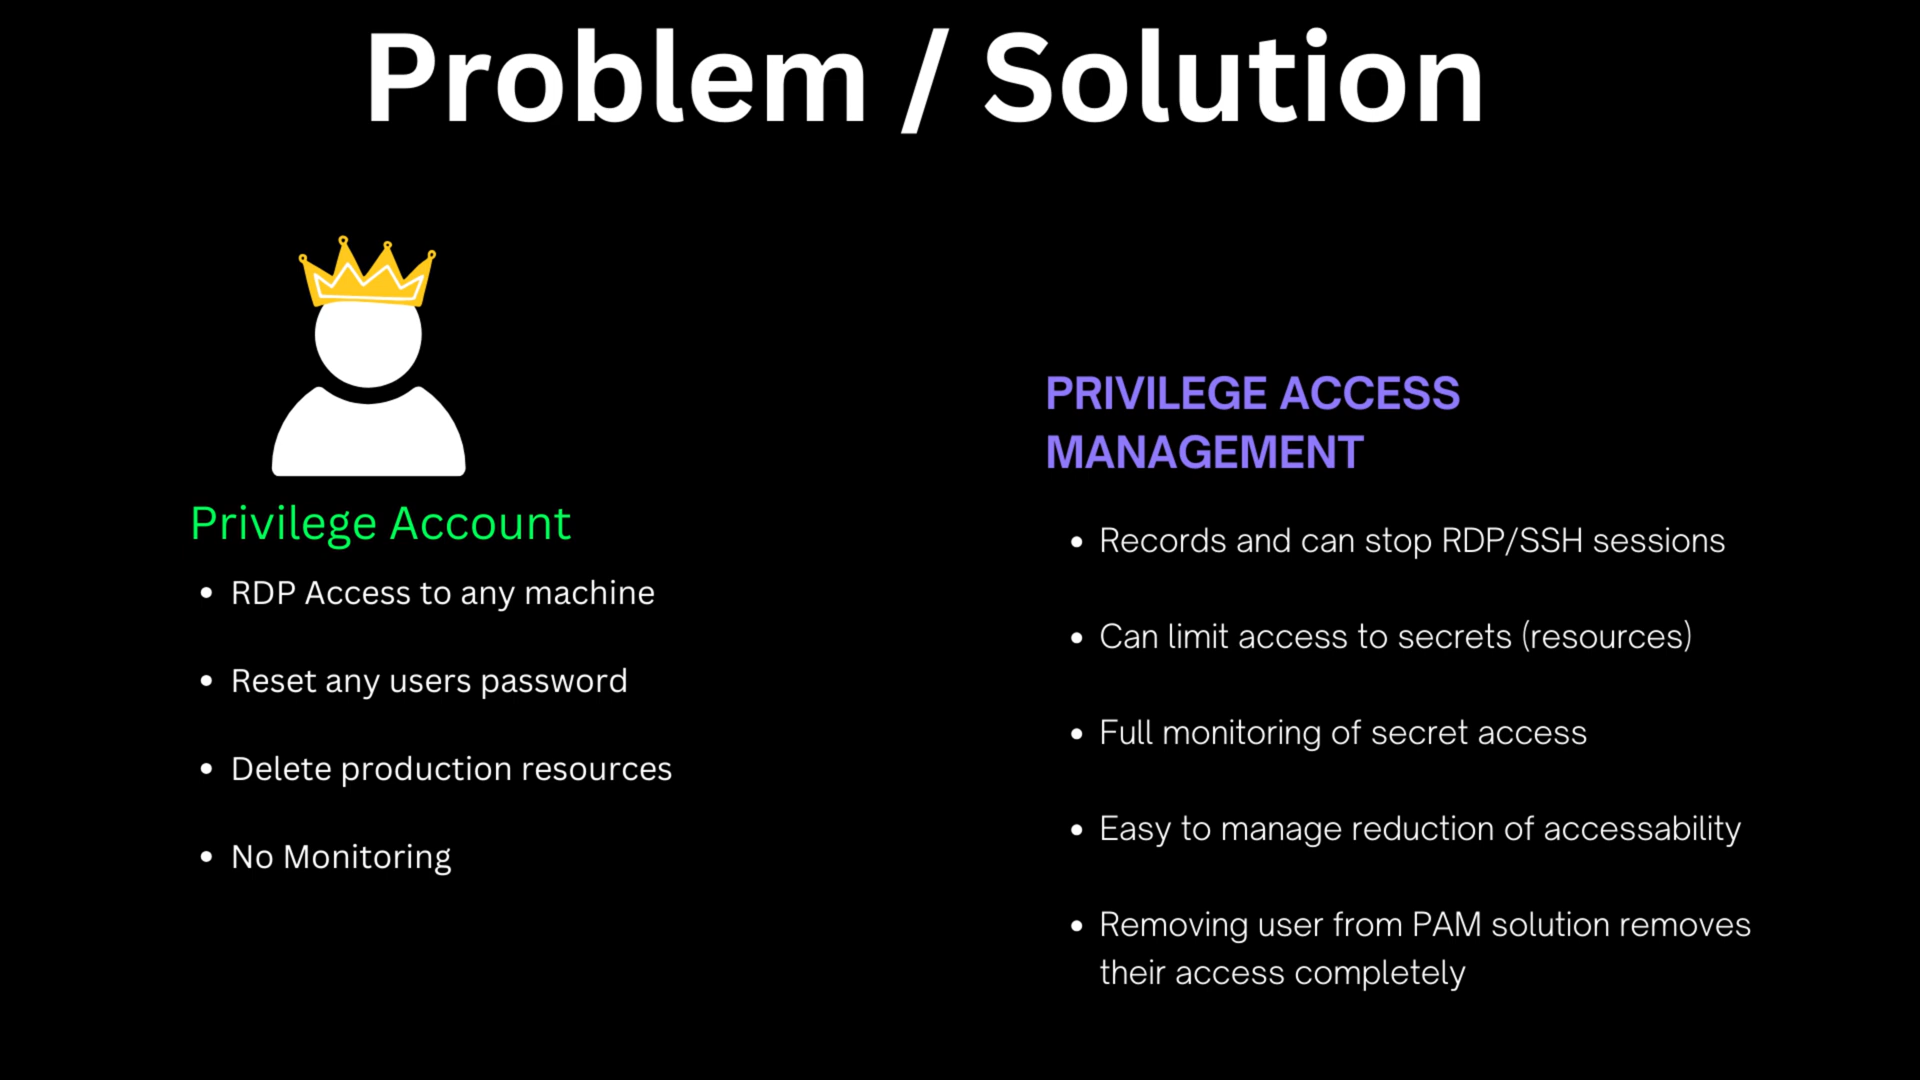 Problem / Solution
Privilege Account
• RDP Access to any machine
• Reset any users password
• Delete production resources
• No Monitoring
PRIVILEGE ACCESS
MANAGEMENT
• Records and can stop RDP/SSH sessions
• Can limit access to secrets (resources)
• Full monitoring of secret access
• Easy to manage reduction of accessability
• Removing user from PAM solution removes
their access completely